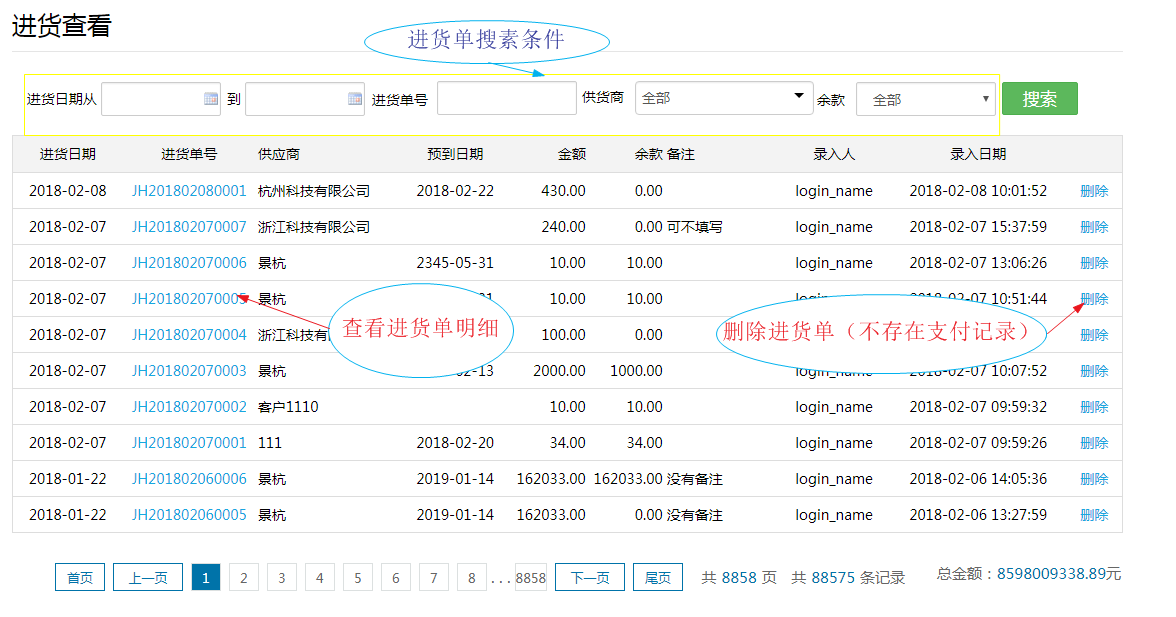 进货查看
进货单搜素条件
进货日期从 到 进货单号 供货商 全部 余款 全部 搜索
进货日期 进货单号 供应商 预到日期 金额 余款 备注 录入人 录入日期
2018-02-08 JH201802080001 杭州科技有限公司 2018-02-22 430.00 0.00 login_name 2018-02-08 10:01:52 删除
2018-02-07 JH201802070007 浙江科技有限公司 240.00 0.00 可不填写 login_name 2018-02-07 15:37:59 删除
2018-02-07 JH201802070006 景杭 2345-05-31 10.00 10.00 login_name 2018-02-07 13:06:26 删除
2018-02-07 JH201802070005 景杭 10.00 10.00 login_name 2018-02-07 10:51:44 删除
查看进货单明细
删除进货单（不存在支付记录）
2018-02-07 JH201802070004 浙江科技有 100.00 0.00 删除
2018-02-07 JH201802070003 景杭 02-13 2000.00 1000.00 login_name 2018-02-07 10:07:52 删除
2018-02-07 JH201802070002 客户1110 10.00 10.00 login_name 2018-02-07 09:59:32 删除
2018-02-07 JH201802070001 111 2018-02-20 34.00 34.00 login_name 2018-02-07 09:59:26 删除
2018-01-22 JH201802060006 景杭 2019-01-14 162033.00 162033.00 没有备注 login_name 2018-02-06 14:05:36 删除
2018-01-22 JH201802060005 景杭 2019-01-14 162033.00 0.00 没有备注 login_name 2018-02-06 13:27:59 删除
首页 上一页 1 2 3 4 5 6 7 8 ... 8858 下一页 尾页 共 8858 页 共 88575 条记录 总金额：8598009338.89元